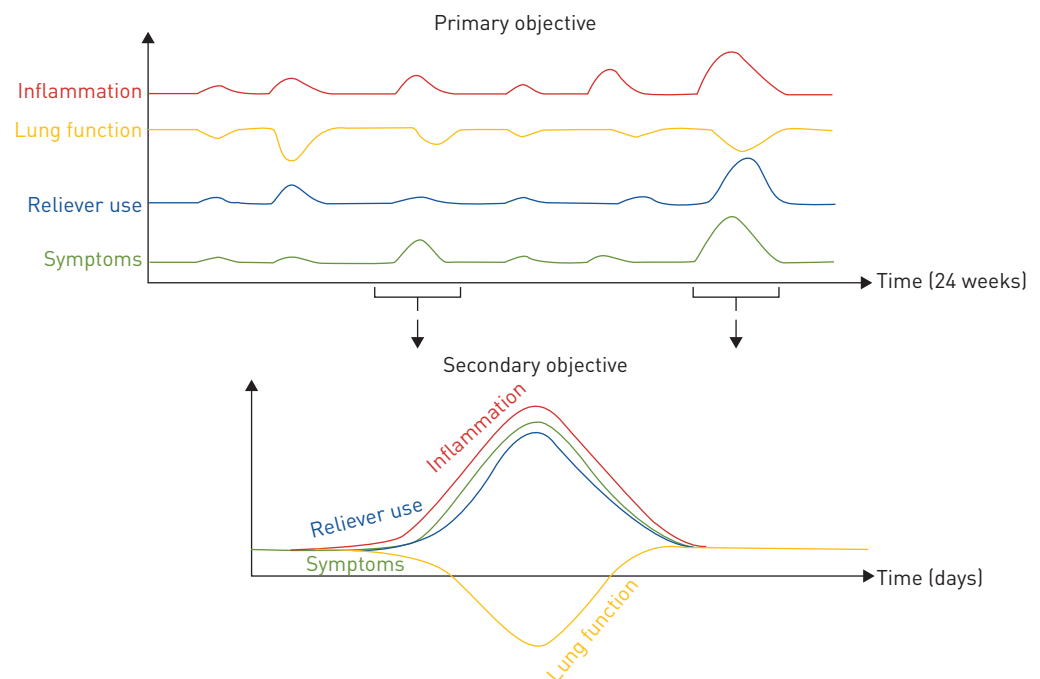 Primary objective
Inflammation
Lung function
Reliever use
Symptoms
Time (24 weeks)
Secondary objective
Inflammation
Reliever use
Symptoms
Time (days)
Lung function